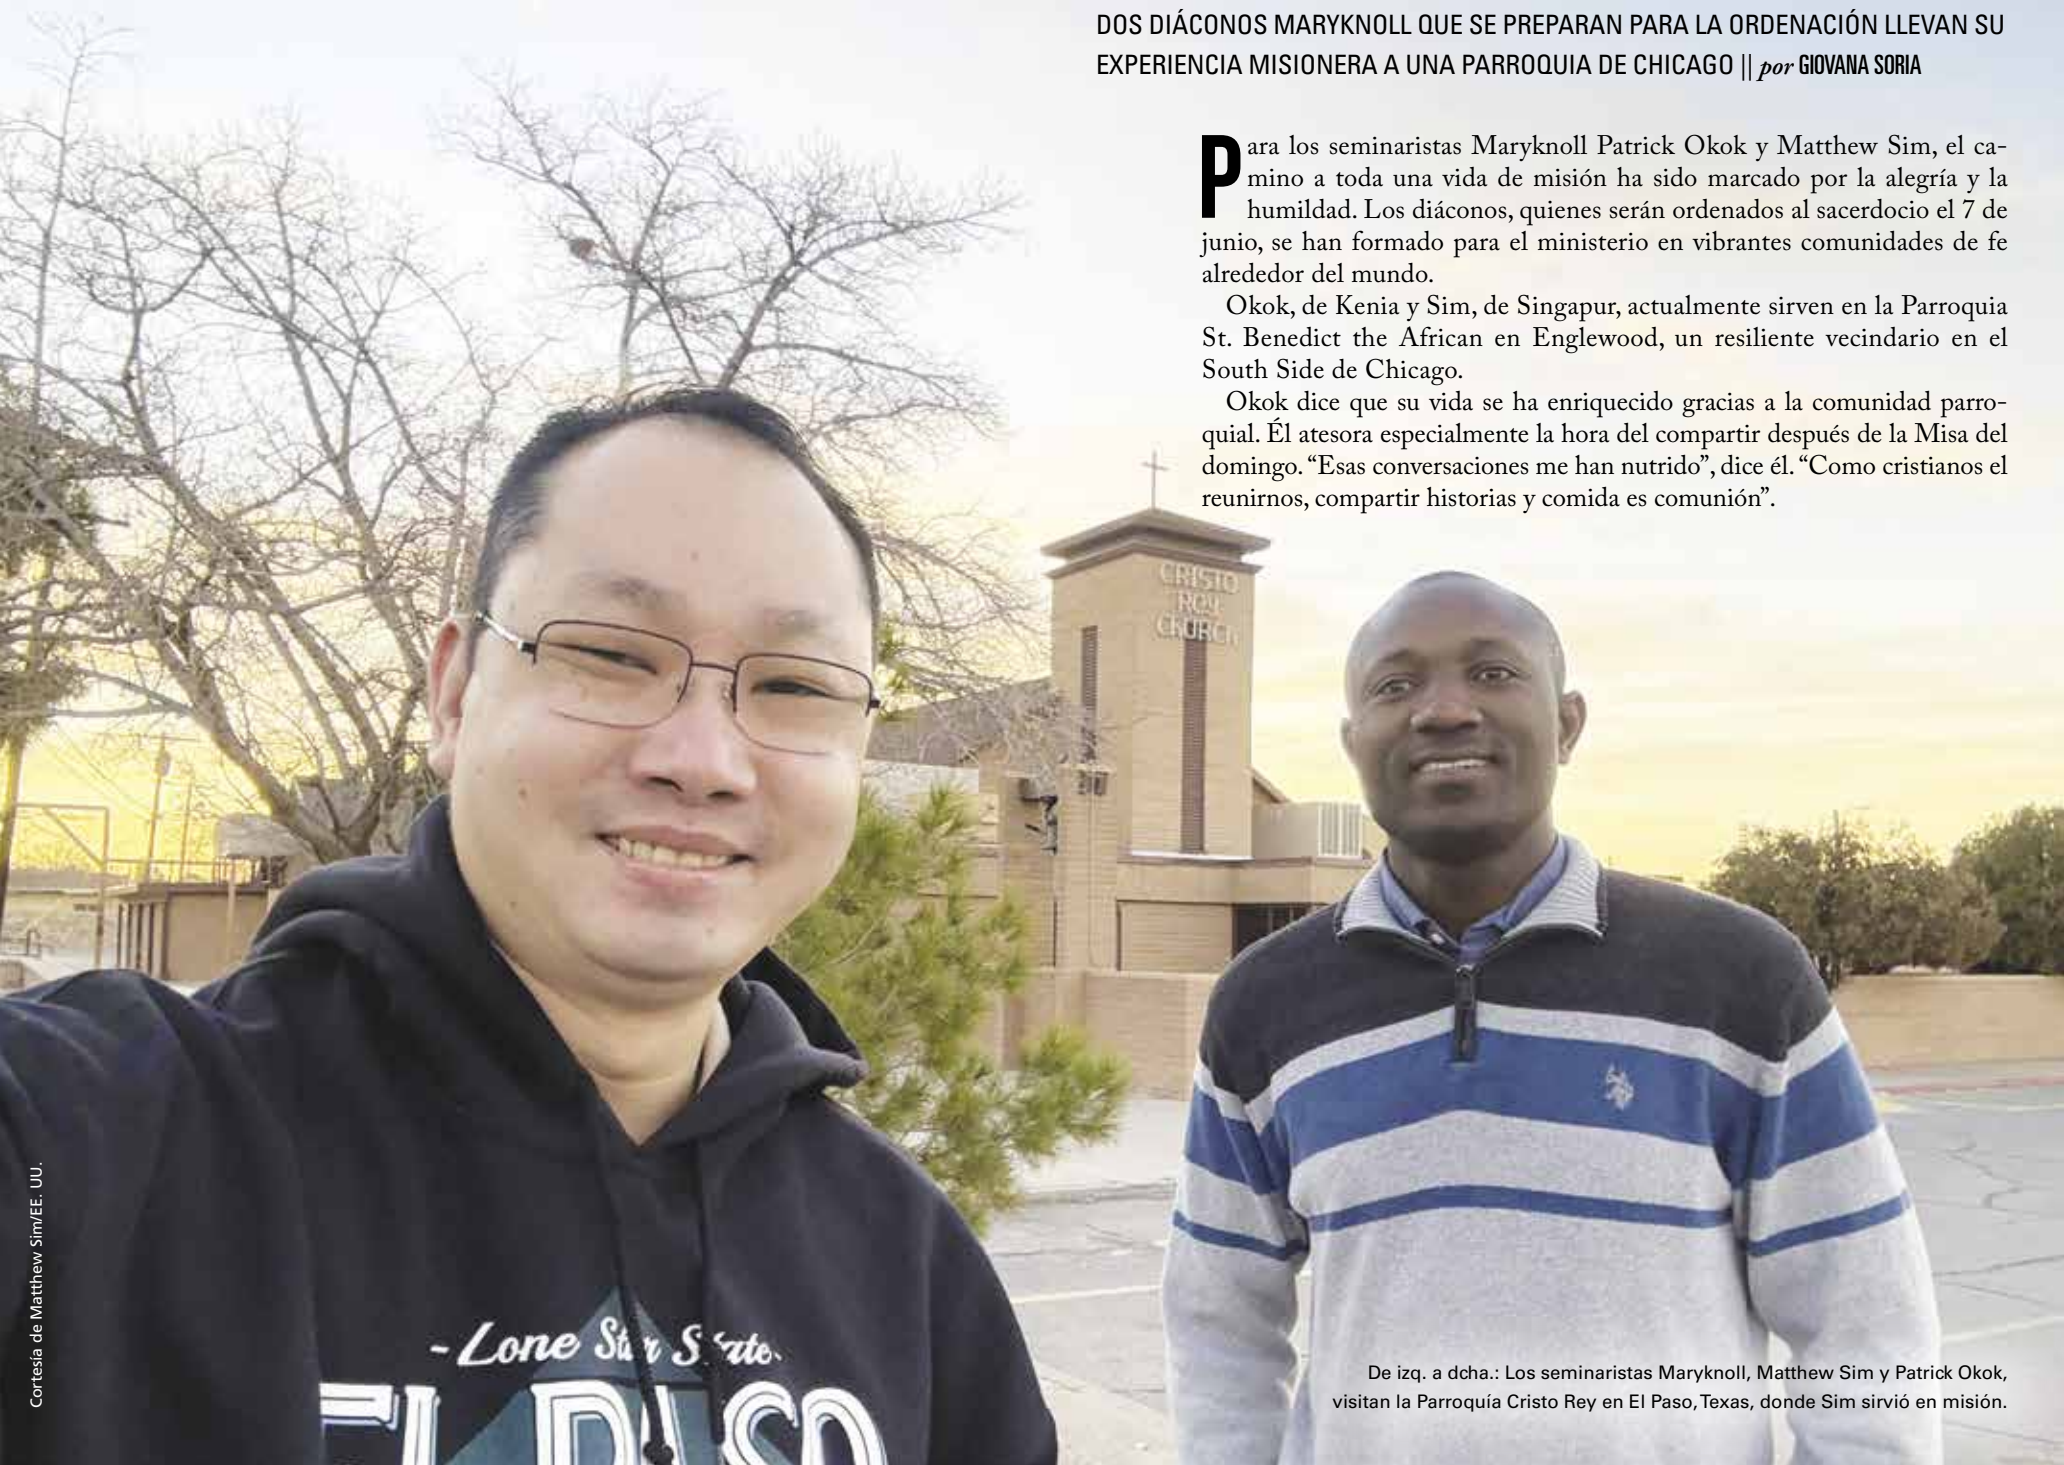 DOS DIÁCONOS MARYKNOLL QUE SE PREPARAN PARA LA ORDENACIÓN LLEVAN SU
EXPERIENCIA MISIONERA A UNA PARROQUIA DE CHICAGO || por GIOVANA SORIA
Para los seminaristas Maryknoll Patrick Okok y Matthew Sim, el ca-
mino a toda una vida de misión ha sido marcado por la alegría y la
humildad. Los diáconos, quienes serán ordenados al sacerdocio el 7 de
junio, se han formado para el ministerio en vibrantes comunidades de fe
alrededor del mundo.
Okok, de Kenia y Sim, de Singapur, actualmente sirven en la Parroquia
St. Benedict the African en Englewood, un resiliente vecindario en el
South Side de Chicago.
Okok dice que su vida se ha enriquecido gracias a la comunidad parro-
quial. Él atesora especialmente la hora del compartir después de la Misa del
domingo. “Esas conversaciones me han nutrido”, dice él. “Como cristianos el
reunirnos, compartir historias y comida es comunión”.
CRISTO
REY
CHURCH
- Lone Star State -
EL PASO
Cortesía de Matthew Sim/EE. UU.
De izq. a dcha.: Los seminaristas Maryknoll, Matthew Sim y Patrick Okok,
visitan la Parroquía Cristo Rey en El Paso, Texas, donde Sim sirvió en misión.